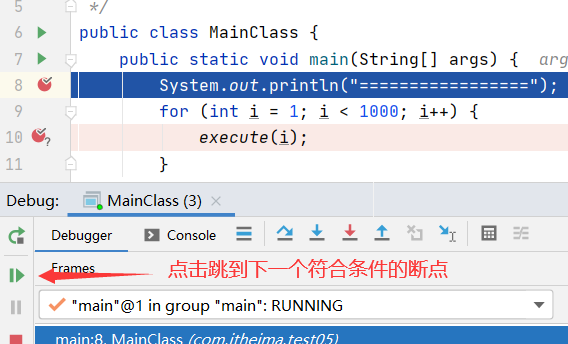 5 */
6 public class MainClass {
7 public static void main(String[] args) { arg
8 System.out.println("=================");
9 for (int i = 1; i < 1000; i++) {
10 execute(i);
11 }
Debug: MainClass (3) ×
Debugger Console
Frames
点击跳到下一个符合条件的断点
"main"@1 in group "main": RUNNING
main:8, MainClass (com.itheima.test05)